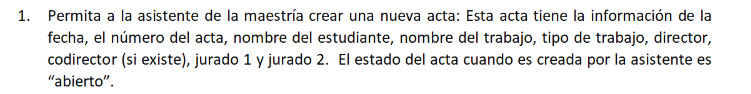 1. Permita a la asistente de la maestría crear una nueva acta: Esta acta tiene la información de la
fecha, el número del acta, nombre del estudiante, nombre del trabajo, tipo de trabajo, director,
codirector (si existe), jurado 1 y jurado 2. El estado del acta cuando es creada por la asistente es
“abierto”.